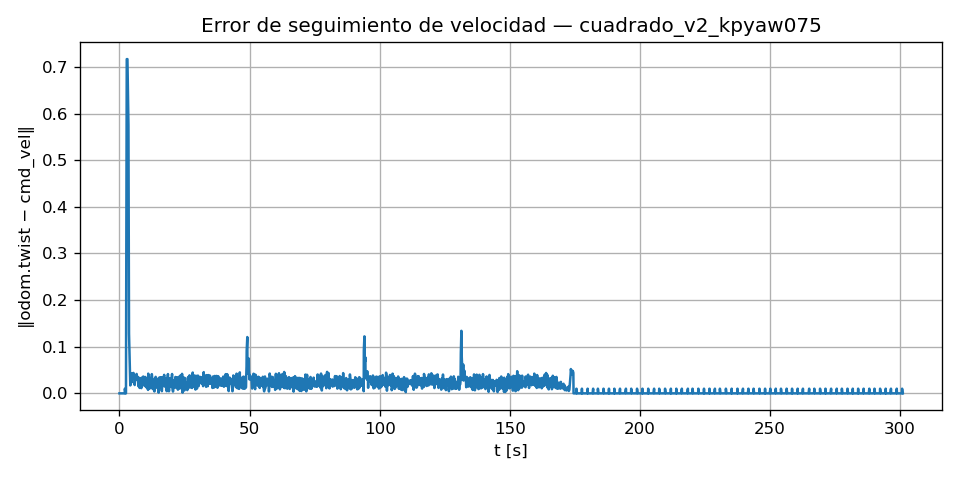 Error de seguimiento de velocidad — cuadrado_v2_kpyaw075
‖odom.twist − cmd_vel‖
0.7
0.6
0.5
0.4
0.3
0.2
0.1
0.0
0 50 100 150 200 250 300
t [s]